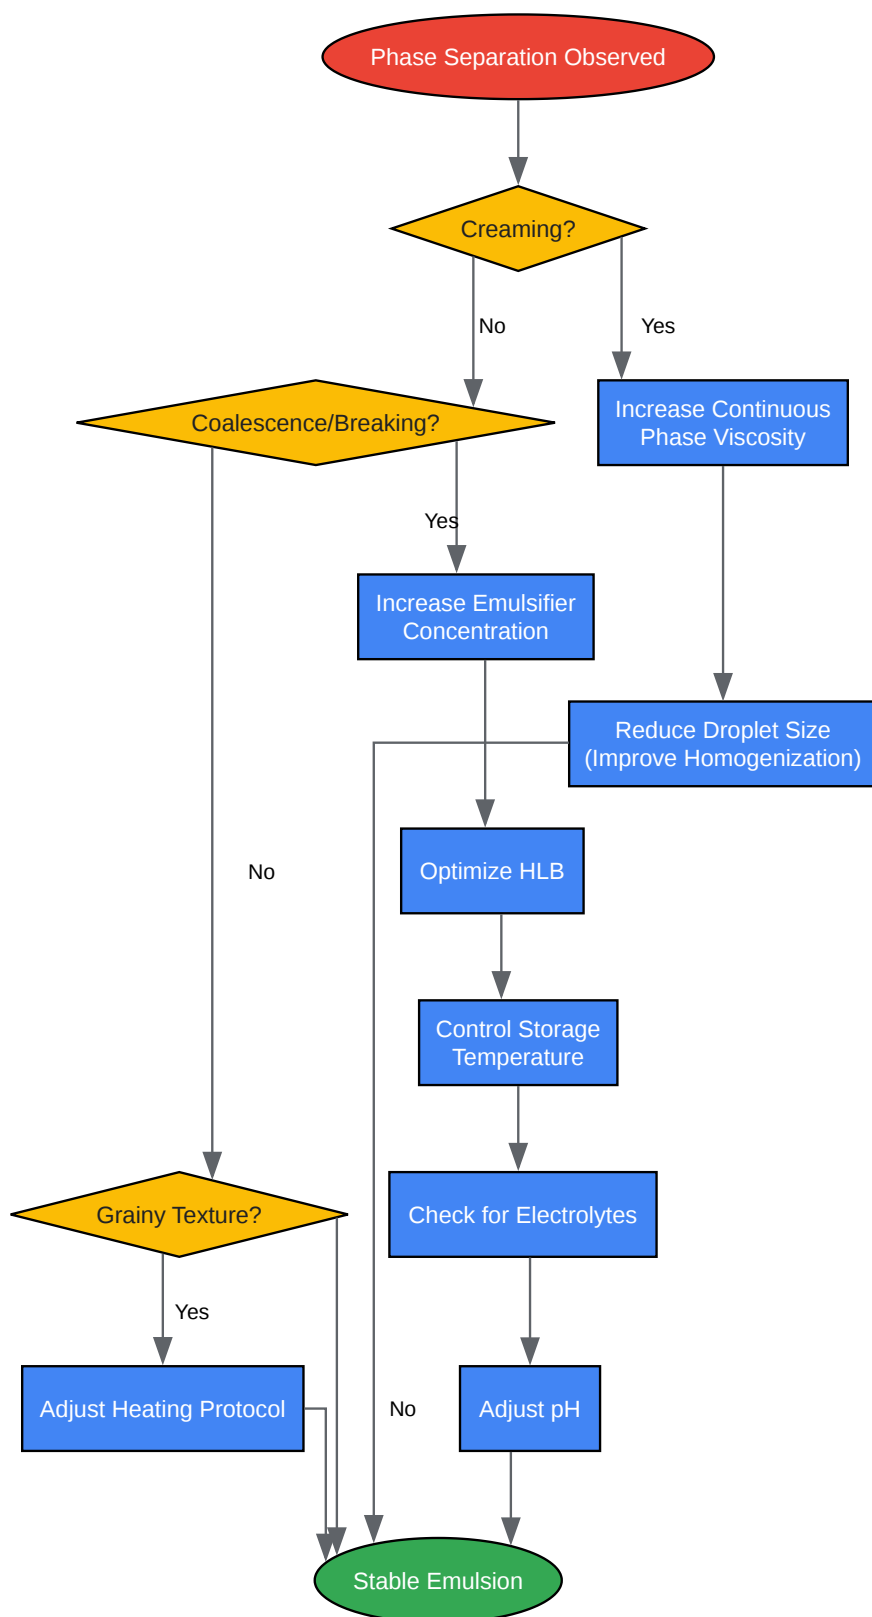 Phase Separation Observed
Creaming?
No
Yes
Coalescence/Breaking?
Increase Continuous
Phase Viscosity
Yes
Increase Emulsifier
Concentration
Reduce Droplet Size
(Improve Homogenization)
No
Optimize HLB
Control Storage
Temperature
Grainy Texture?
Check for Electrolytes
Yes
Adjust Heating Protocol
No
Adjust pH
Stable Emulsion